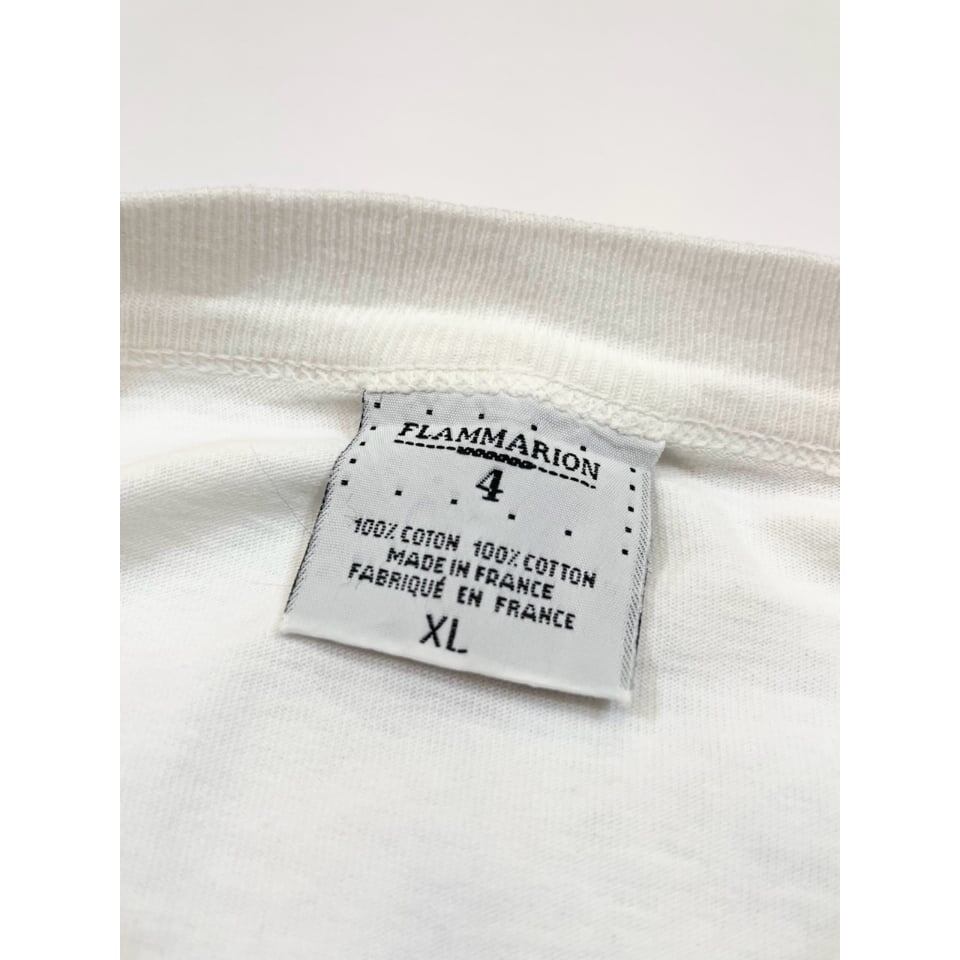 FLAMMARION
4
100% COTON 100% COTTON
MADE IN FRANCE
FABRIQUÉ EN FRANCE
XL